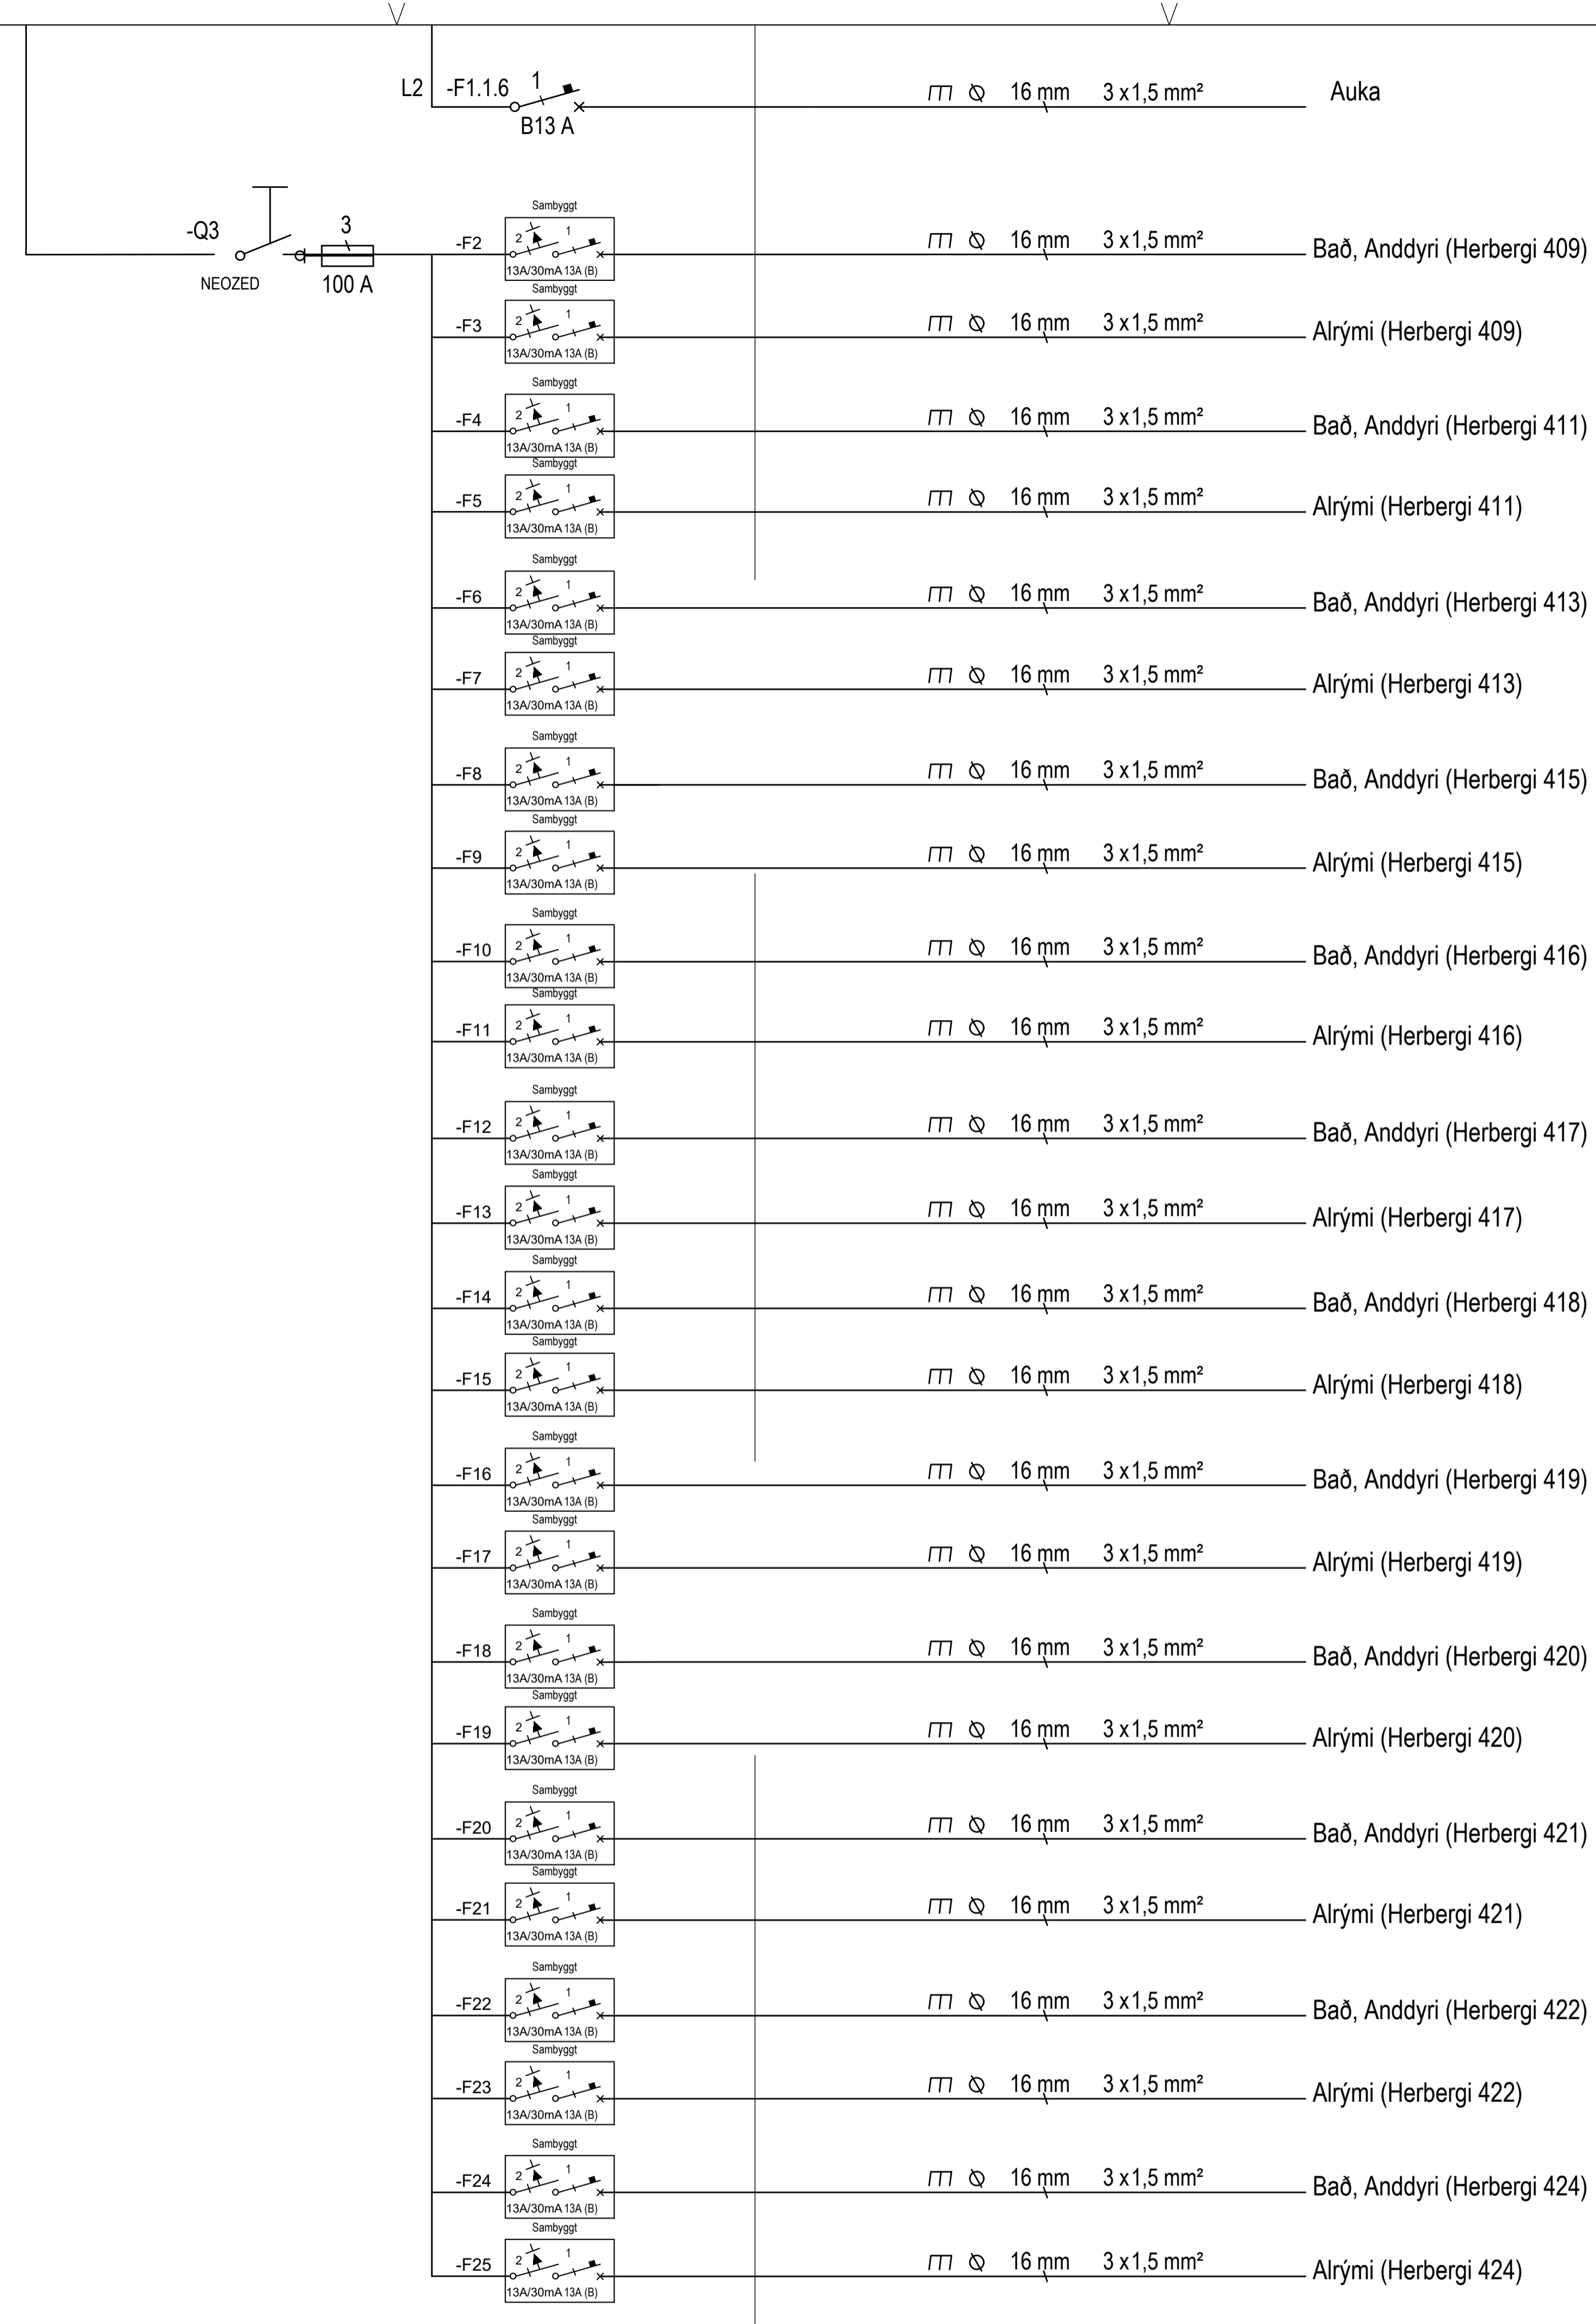 L2 -F1.1.6 1 16 mm 3 x 1,5 mm² Auka
B13 A
Sambyggt
-Q3 3 -F2 2 1 16 mm 3 x 1,5 mm² Bað, Anddyri (Herbergi 409)
NEOZED 100 A 13A/30mA 13A (B)
Sambyggt
-F3 2 1 16 mm 3 x 1,5 mm² Alrými (Herbergi 409)
13A/30mA 13A (B)
Sambyggt
-F4 2 1 16 mm 3 x 1,5 mm² Bað, Anddyri (Herbergi 411)
13A/30mA 13A (B)
Sambyggt
-F5 2 1 16 mm 3 x 1,5 mm² Alrými (Herbergi 411)
13A/30mA 13A (B)
Sambyggt
-F6 2 1 16 mm 3 x 1,5 mm² Bað, Anddyri (Herbergi 413)
13A/30mA 13A (B)
Sambyggt
-F7 2 1 16 mm 3 x 1,5 mm² Alrými (Herbergi 413)
13A/30mA 13A (B)
Sambyggt
-F8 2 1 16 mm 3 x 1,5 mm² Bað, Anddyri (Herbergi 415)
13A/30mA 13A (B)
Sambyggt
-F9 2 1 16 mm 3 x 1,5 mm² Alrými (Herbergi 415)
13A/30mA 13A (B)
Sambyggt
-F10 2 1 16 mm 3 x 1,5 mm² Bað, Anddyri (Herbergi 416)
13A/30mA 13A (B)
Sambyggt
-F11 2 1 16 mm 3 x 1,5 mm² Alrými (Herbergi 416)
13A/30mA 13A (B)
Sambyggt
-F12 2 1 16 mm 3 x 1,5 mm² Bað, Anddyri (Herbergi 417)
13A/30mA 13A (B)
Sambyggt
-F13 2 1 16 mm 3 x 1,5 mm² Alrými (Herbergi 417)
13A/30mA 13A (B)
Sambyggt
-F14 2 1 16 mm 3 x 1,5 mm² Bað, Anddyri (Herbergi 418)
13A/30mA 13A (B)
Sambyggt
-F15 2 1 16 mm 3 x 1,5 mm² Alrými (Herbergi 418)
13A/30mA 13A (B)
Sambyggt
-F16 2 1 16 mm 3 x 1,5 mm² Bað, Anddyri (Herbergi 419)
13A/30mA 13A (B)
Sambyggt
-F17 2 1 16 mm 3 x 1,5 mm² Alrými (Herbergi 419)
13A/30mA 13A (B)
Sambyggt
-F18 2 1 16 mm 3 x 1,5 mm² Bað, Anddyri (Herbergi 420)
13A/30mA 13A (B)
Sambyggt
-F19 2 1 16 mm 3 x 1,5 mm² Alrými (Herbergi 420)
13A/30mA 13A (B)
Sambyggt
-F20 2 1 16 mm 3 x 1,5 mm² Bað, Anddyri (Herbergi 421)
13A/30mA 13A (B)
Sambyggt
-F21 2 1 16 mm 3 x 1,5 mm² Alrými (Herbergi 421)
13A/30mA 13A (B)
Sambyggt
-F22 2 1 16 mm 3 x 1,5 mm² Bað, Anddyri (Herbergi 422)
13A/30mA 13A (B)
Sambyggt
-F23 2 1 16 mm 3 x 1,5 mm² Alrými (Herbergi 422)
13A/30mA 13A (B)
Sambyggt
-F24 2 1 16 mm 3 x 1,5 mm² Bað, Anddyri (Herbergi 424)
13A/30mA 13A (B)
Sambyggt
-F25 2 1 16 mm 3 x 1,5 mm² Alrými (Herbergi 424)
13A/30mA 13A (B)